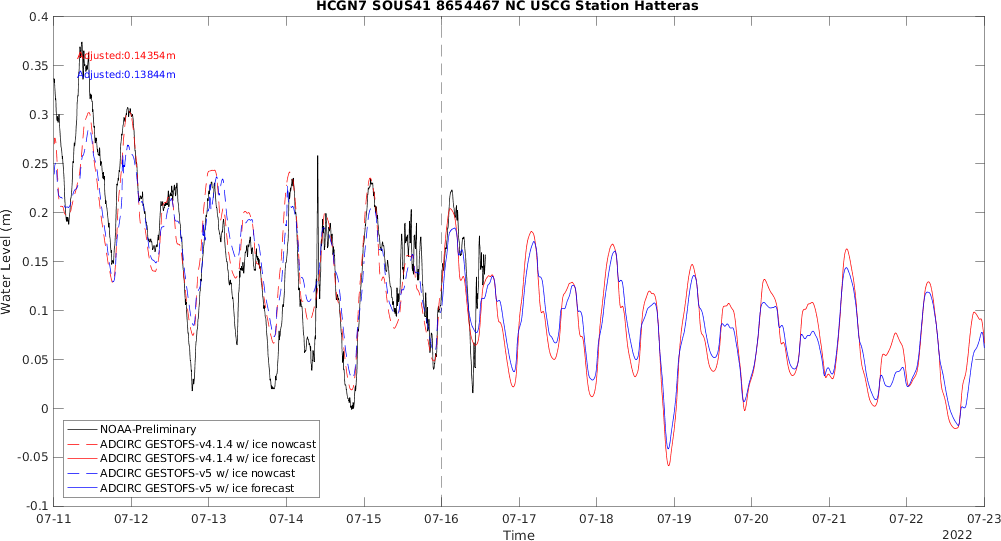 HCGN7 SOUS41 8654467 NC USCG Station Hatteras
0.4
0.35
0.3
0.25
0.2
0.15
0.1
0.05
0
-0.05
-0.1
Water Level (m)
Adjusted:0.14354m
Adjusted:0.13844m
NOAA-Preliminary
ADCIRC GESTOFS-v4.1.4 w/ ice nowcast
ADCIRC GESTOFS-v4.1.4 w/ ice forecast
ADCIRC GESTOFS-v5 w/ ice nowcast
ADCIRC GESTOFS-v5 w/ ice forecast
07-11 07-12 07-13 07-14 07-15 07-16 07-17 07-18 07-19 07-20 07-21 07-22 07-23
Time
2022